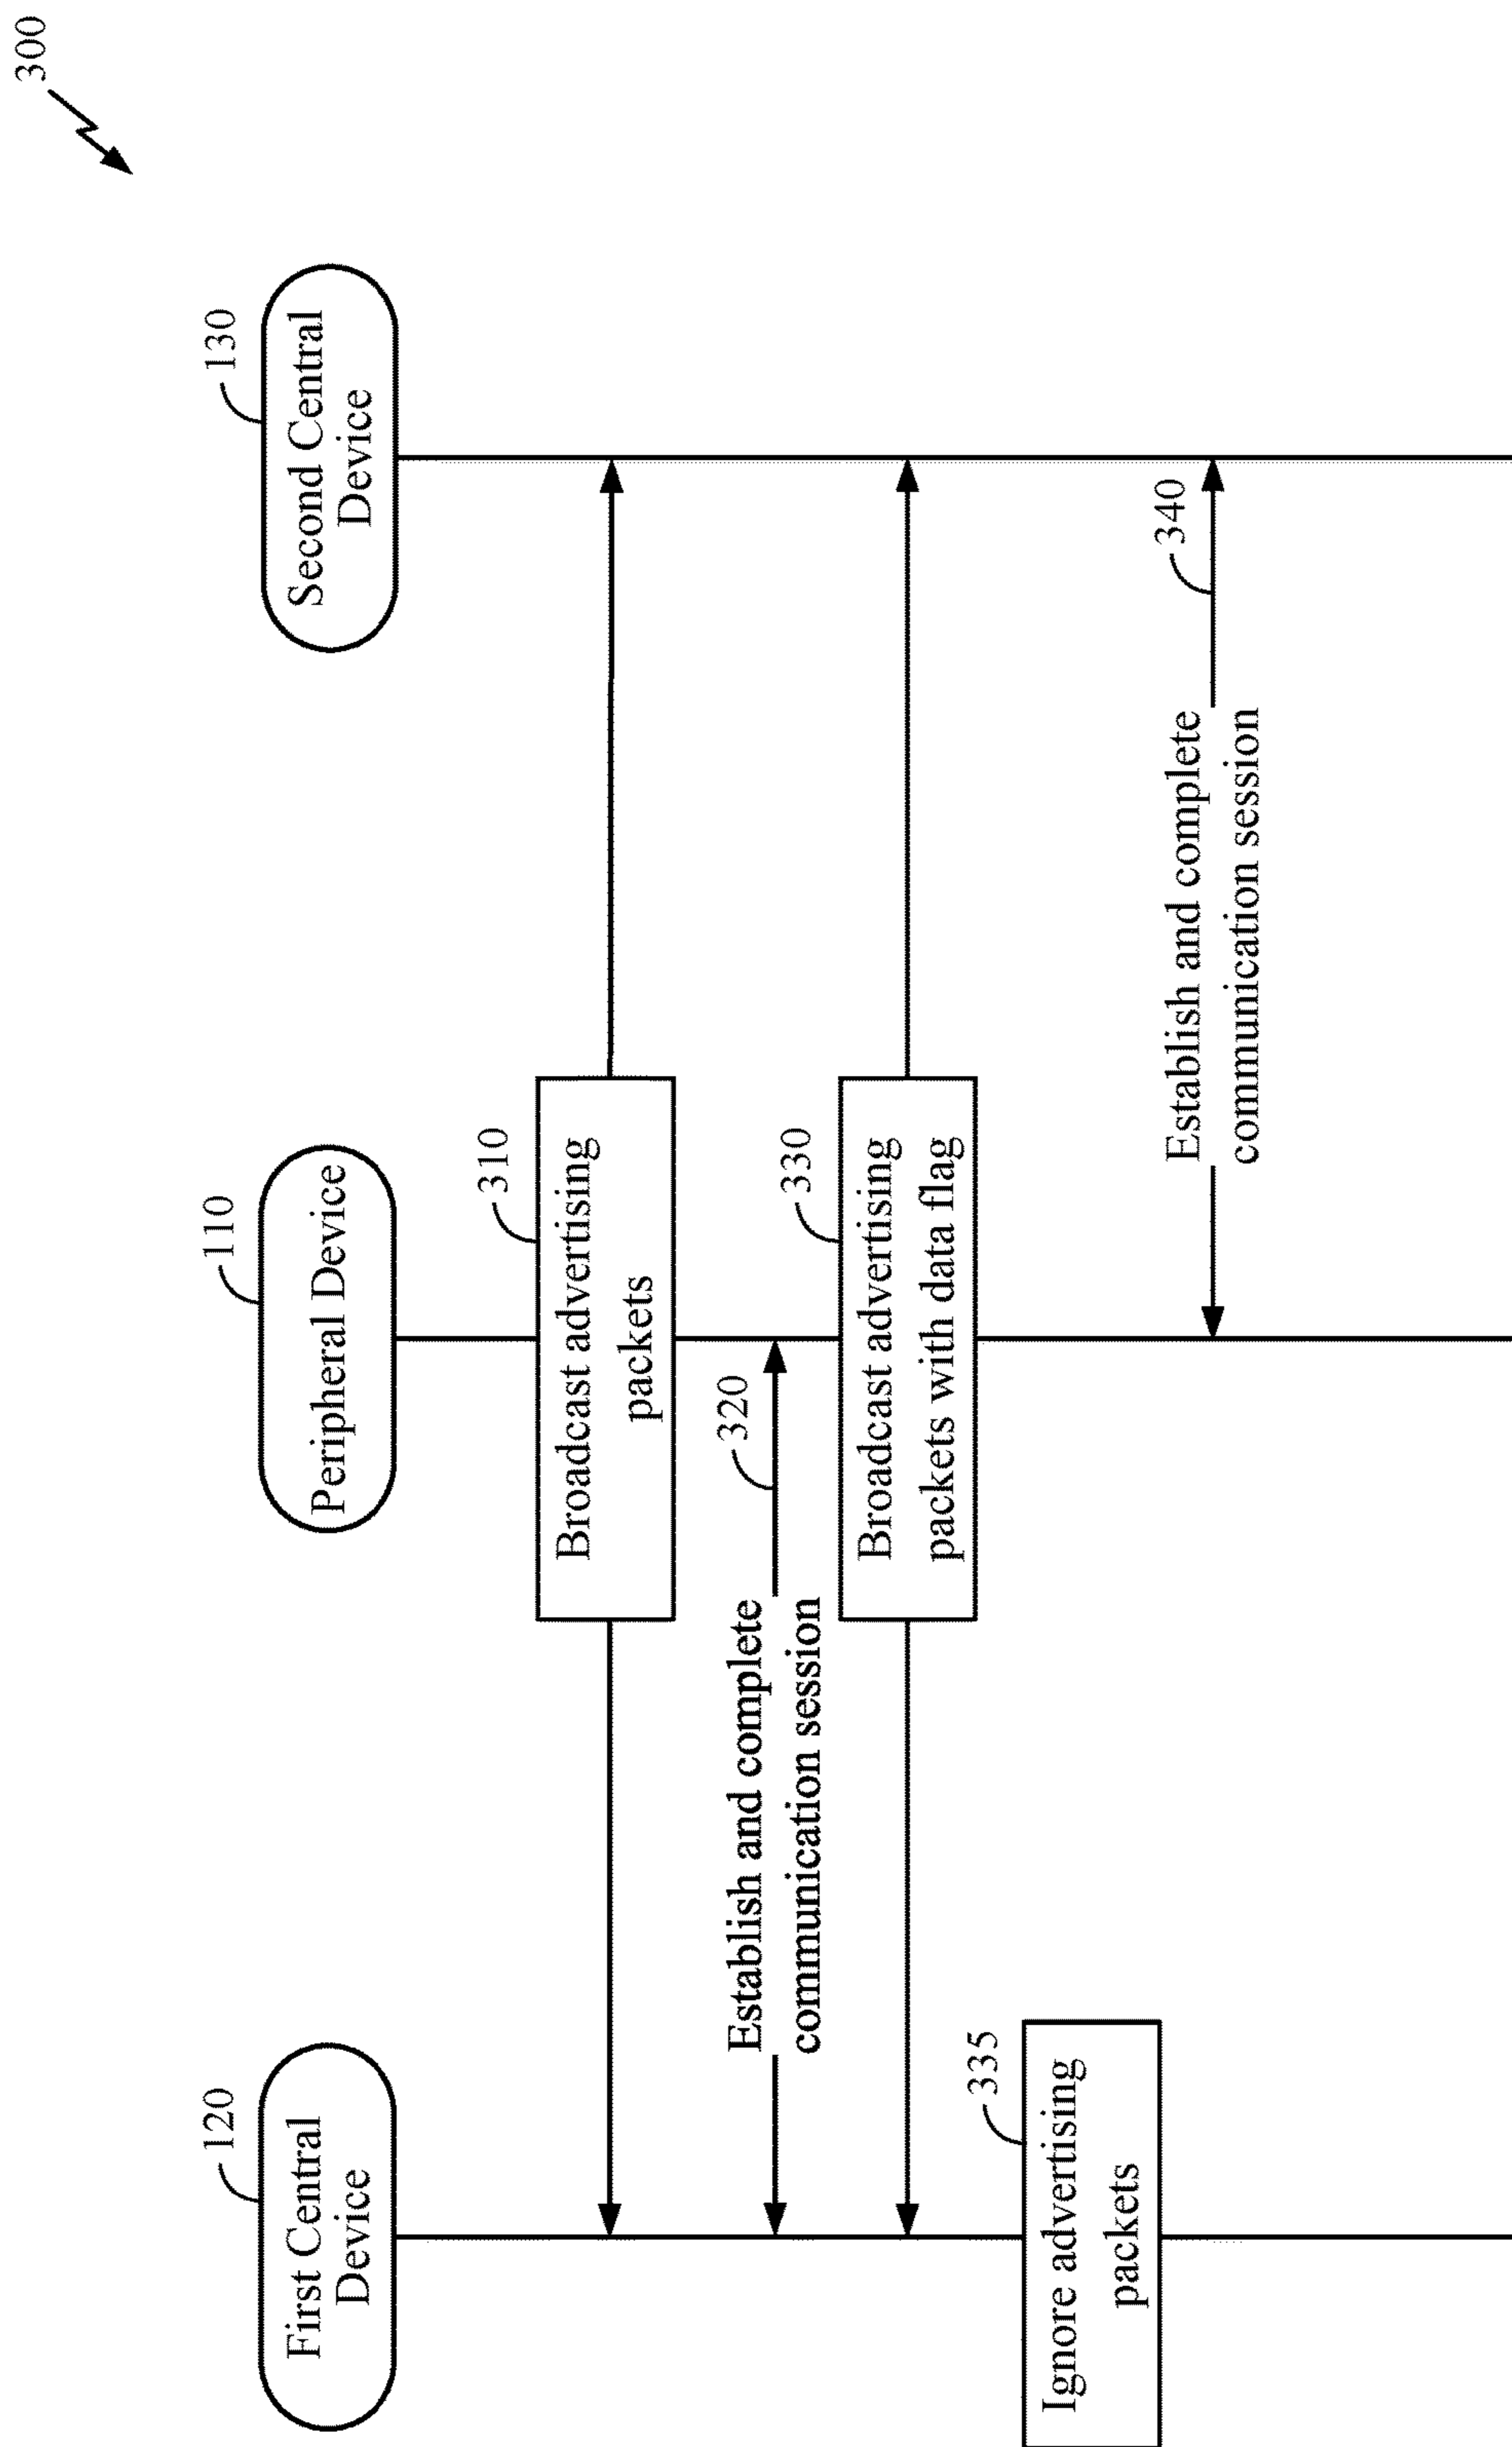 300
120
First Central
Device
110
Peripheral Device
130
Second Central
Device
310
Broadcast advertising
packets
320
Establish and complete
communication session
330
Broadcast advertising
packets with data flag
335
Ignore advertising
packets
340
Establish and complete
communication session